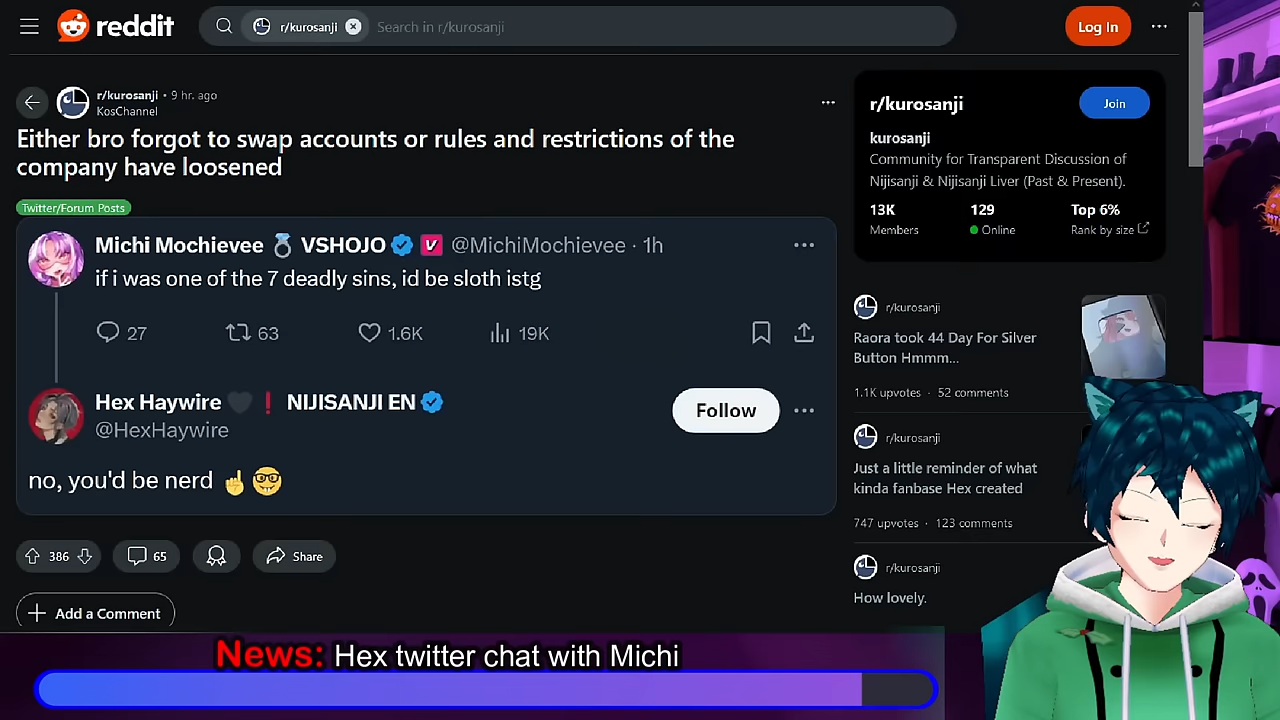 reddit
r/kurosanji
Search in r/kurosanji
Log In
r/kurosanji • 9 hr. ago
KosChannel
Either bro forgot to swap accounts or rules and restrictions of the
company have loosened
Twitter/Forum Posts
Michi Mochievee 💍 VSHOJO @MichiMochievee · 1h
if i was one of the 7 deadly sins, id be sloth istg
27
63
1.6K
19K
Hex Haywire 🖤❗ NIJISANJI EN
@HexHaywire
Follow
no, you'd be nerd ☝️🤓
386
65
Share
Add a Comment
r/kurosanji
Join
kurosanji
Community for Transparent Discussion of
Nijisanji & Nijisanji Liver (Past & Present).
13K
129
Top 6%
Members
Online
Rank by size
r/kurosanji
Raora took 44 Day For Silver
Button Hmmm...
1.1K upvotes · 52 comments
r/kurosanji
Just a little reminder of what
kinda fanbase Hex created
747 upvotes · 123 comments
r/kurosanji
How lovely.
News: Hex twitter chat with Michi